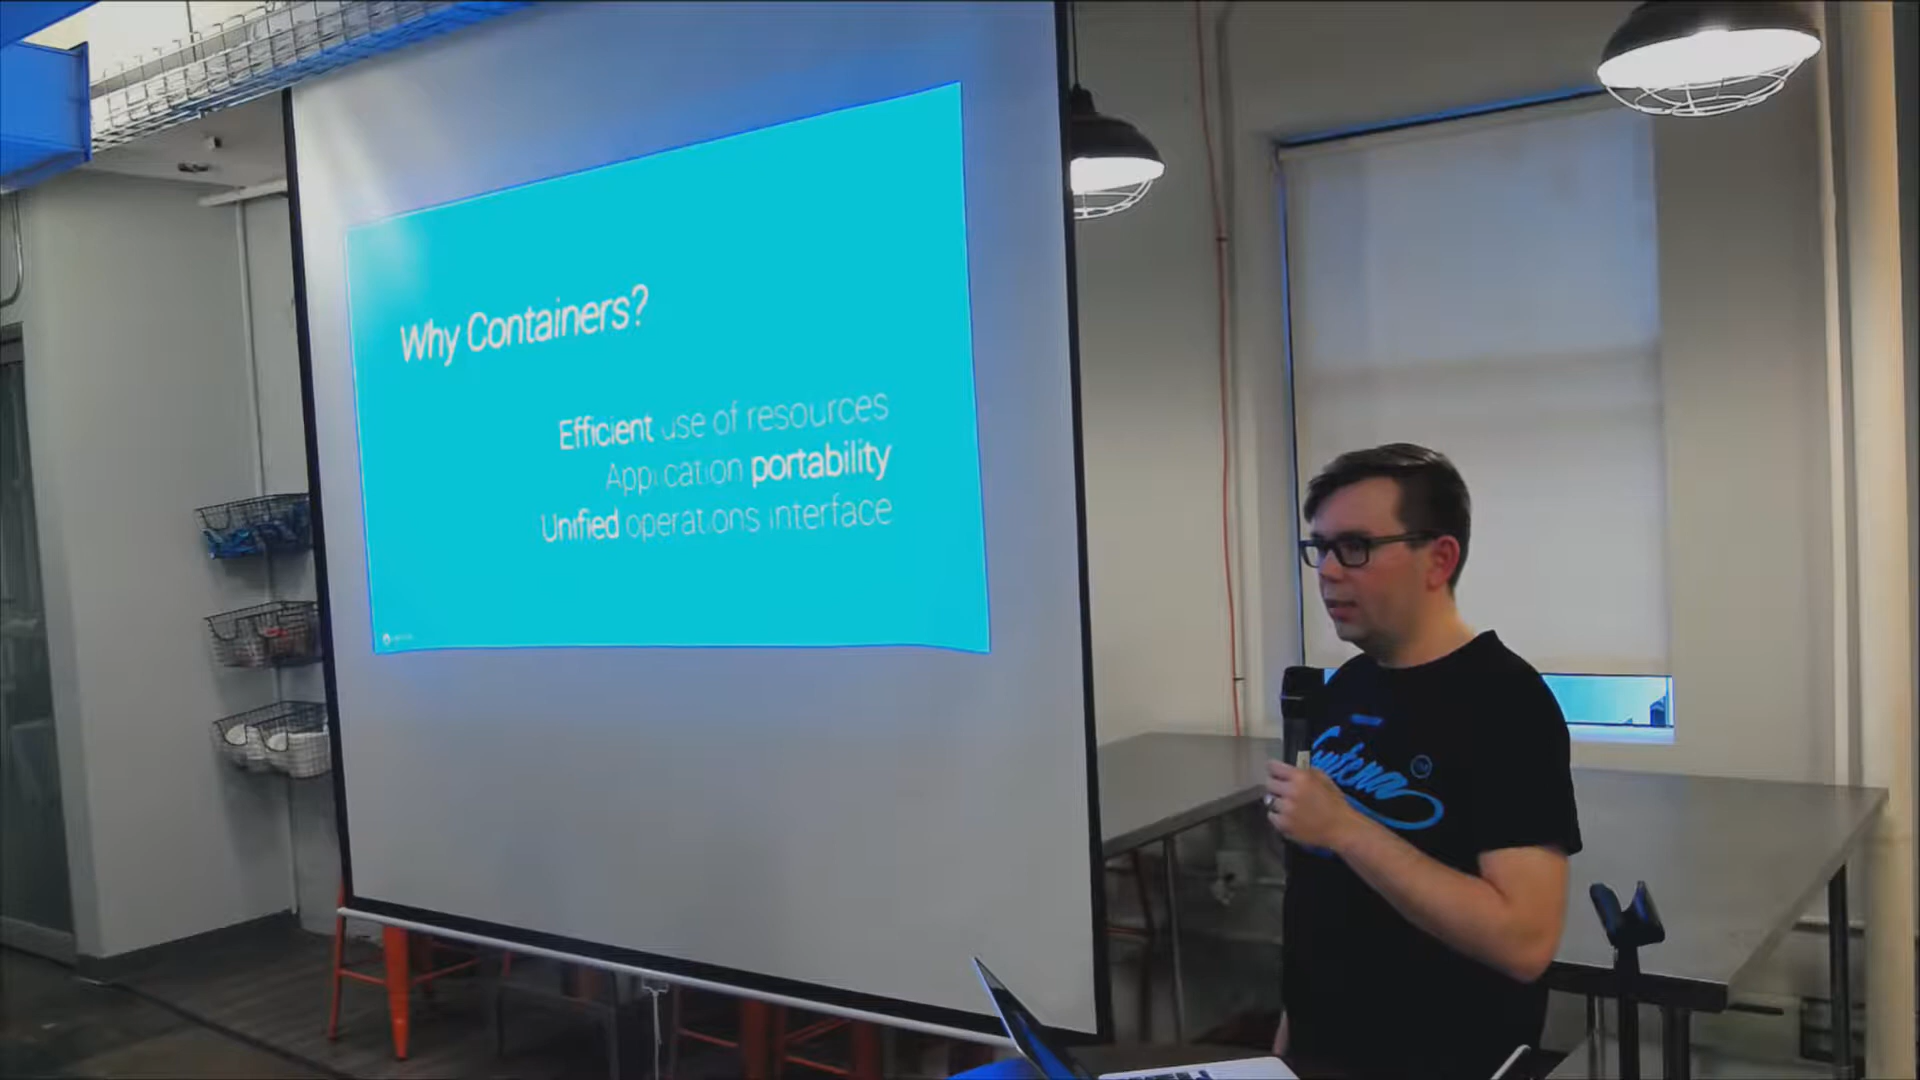 Why Containers?
Efficient use of resources
Application portability
Unified operations interface